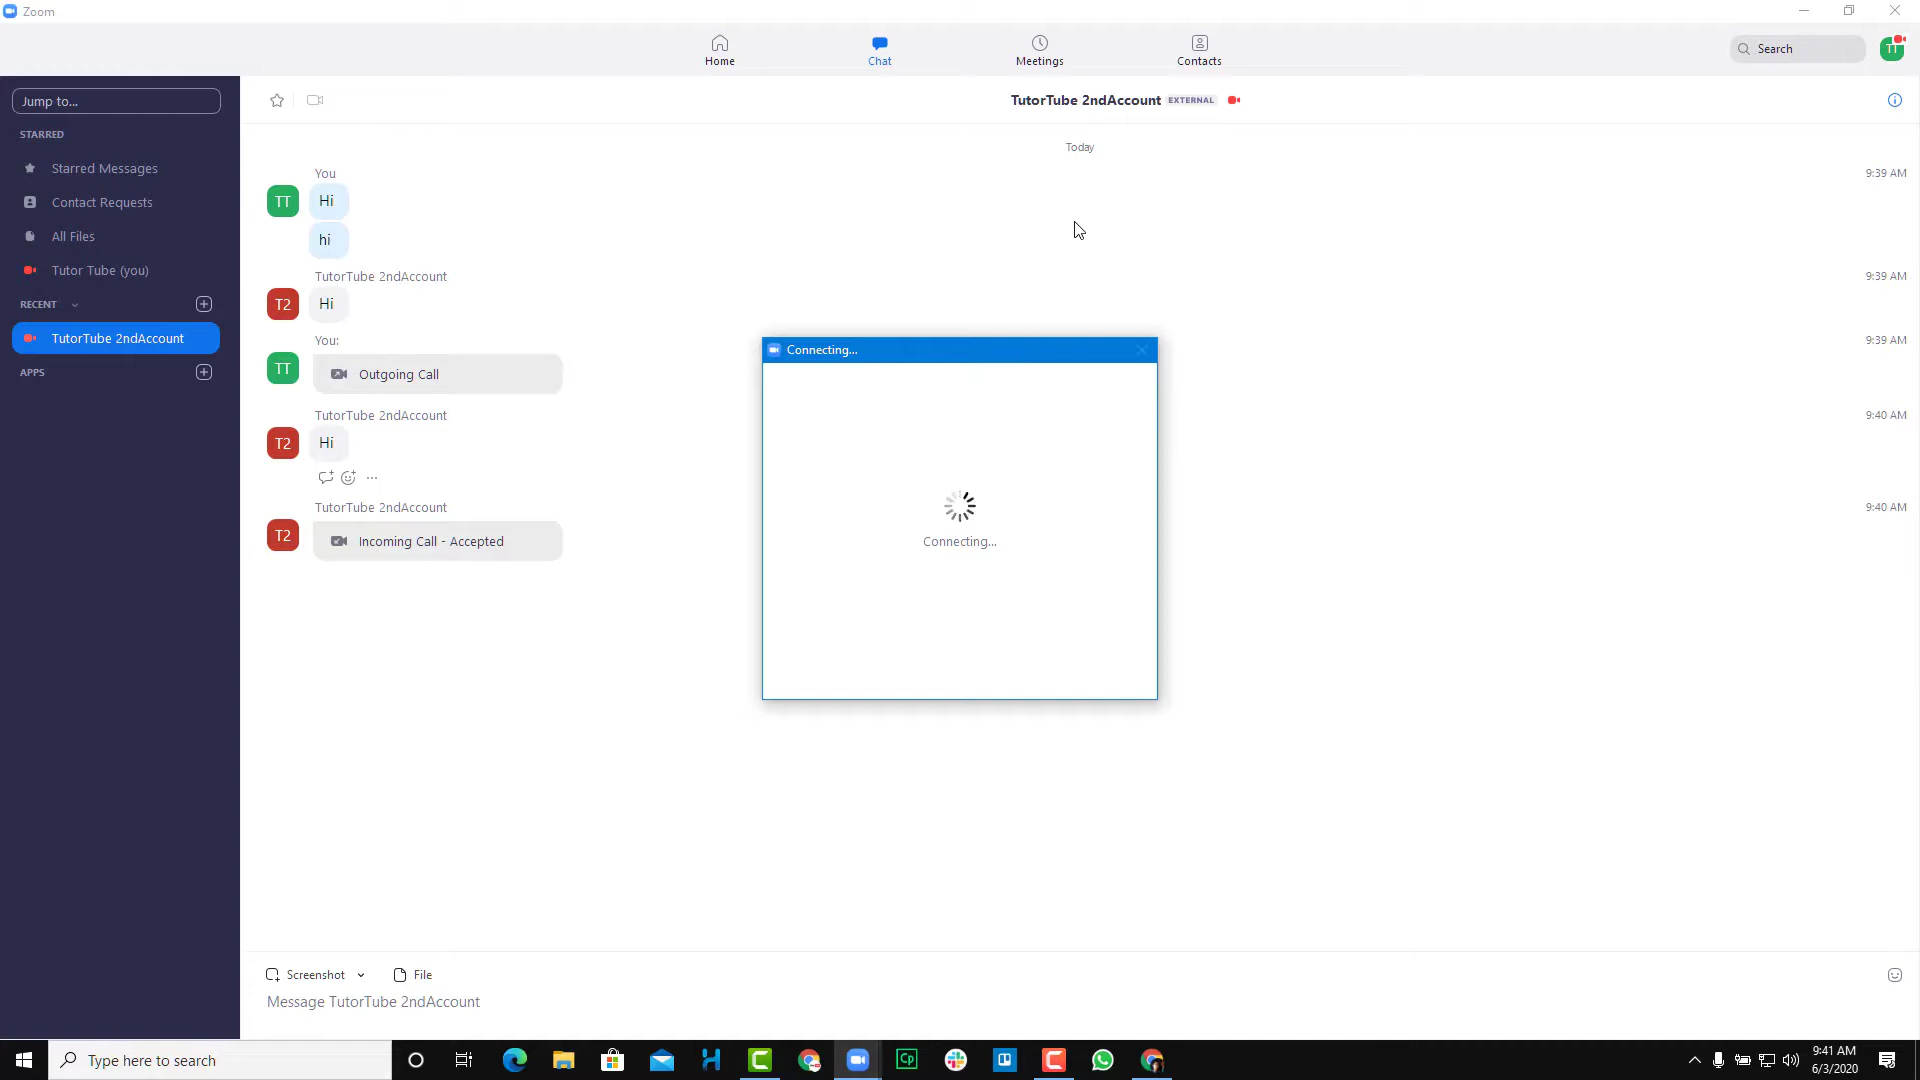 Zoom
Home
Chat
Meetings
Contacts
Search
TT
Jump to...
TutorTube 2ndAccount EXTERNAL
STARRED
Starred Messages
Contact Requests
All Files
Tutor Tube (you)
RECENT
TutorTube 2ndAccount
APPS
Today
You
9:39 AM
TT
Hi
hi
TutorTube 2ndAccount
9:39 AM
T2
Hi
You:
9:39 AM
TT
Outgoing Call
TutorTube 2ndAccount
9:40 AM
T2
Hi
TutorTube 2ndAccount
9:40 AM
T2
Incoming Call - Accepted
Connecting...
Connecting...
Screenshot
File
Message TutorTube 2ndAccount
Type here to search
Cp
9:41 AM
6/3/2020